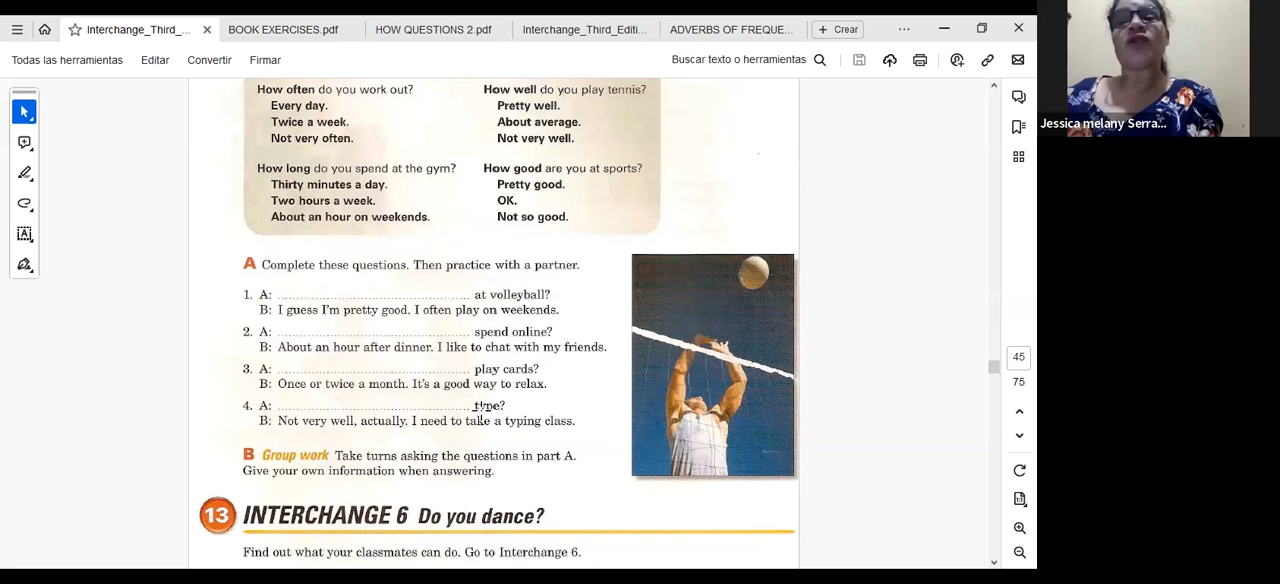 Interchange_Third_...
BOOK EXERCISES.pdf
HOW QUESTIONS 2.pdf
Interchange_Third_Editi...
ADVERBS OF FREQUE...
+ Crear
Todas las herramientas
Editar
Convertir
Firmar
Buscar texto o herramientas
Jessica melany Serra...
How often do you work out?
Every day.
Twice a week.
Not very often.
How well do you play tennis?
Pretty well.
About average.
Not very well.
How long do you spend at the gym?
Thirty minutes a day.
Two hours a week.
About an hour on weekends.
How good are you at sports?
Pretty good.
OK.
Not so good.
A Complete these questions. Then practice with a partner.
1. A: ........................................ at volleyball?
B: I guess I'm pretty good. I often play on weekends.
2. A: ........................................ spend online?
B: About an hour after dinner. I like to chat with my friends.
3. A: ........................................ play cards?
B: Once or twice a month. It's a good way to relax.
4. A: ........................................ type?
B: Not very well, actually. I need to take a typing class.
B Group work Take turns asking the questions in part A.
Give your own information when answering.
13 INTERCHANGE 6 Do you dance?
Find out what your classmates can do. Go to Interchange 6.
45
75